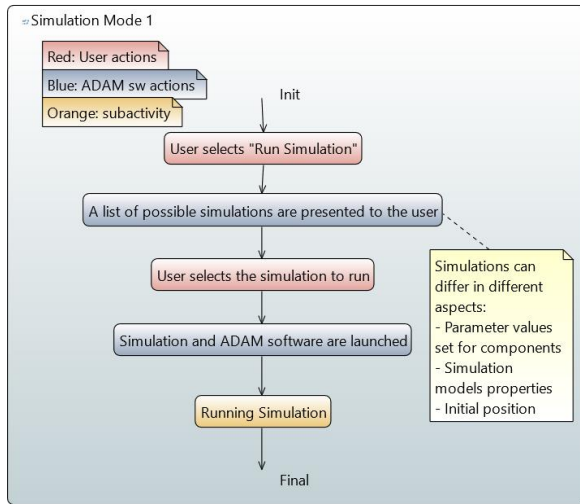 Simulation Mode 1
Red: User actions
Blue: ADAM sw actions
Orange: subactivity
Init
User selects "Run Simulation"
A list of possible simulations are presented to the user
User selects the simulation to run
Simulation and ADAM software are launched
Running Simulation
Final
Simulations can
differ in different
aspects:
- Parameter values
set for components
- Simulation
models properties
- Initial position